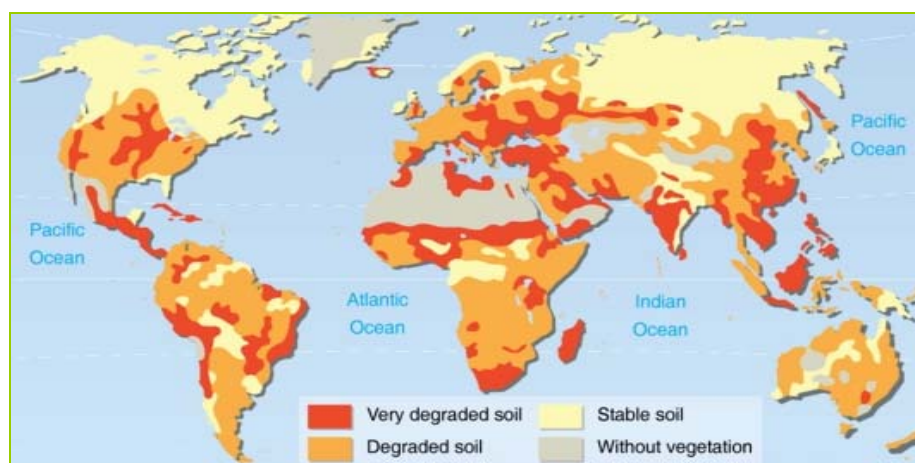 Pacific
Ocean
Pacific
Ocean
Atlantic
Ocean
Indian
Ocean
Very degraded soil
Stable soil
Degraded soil
Without vegetation